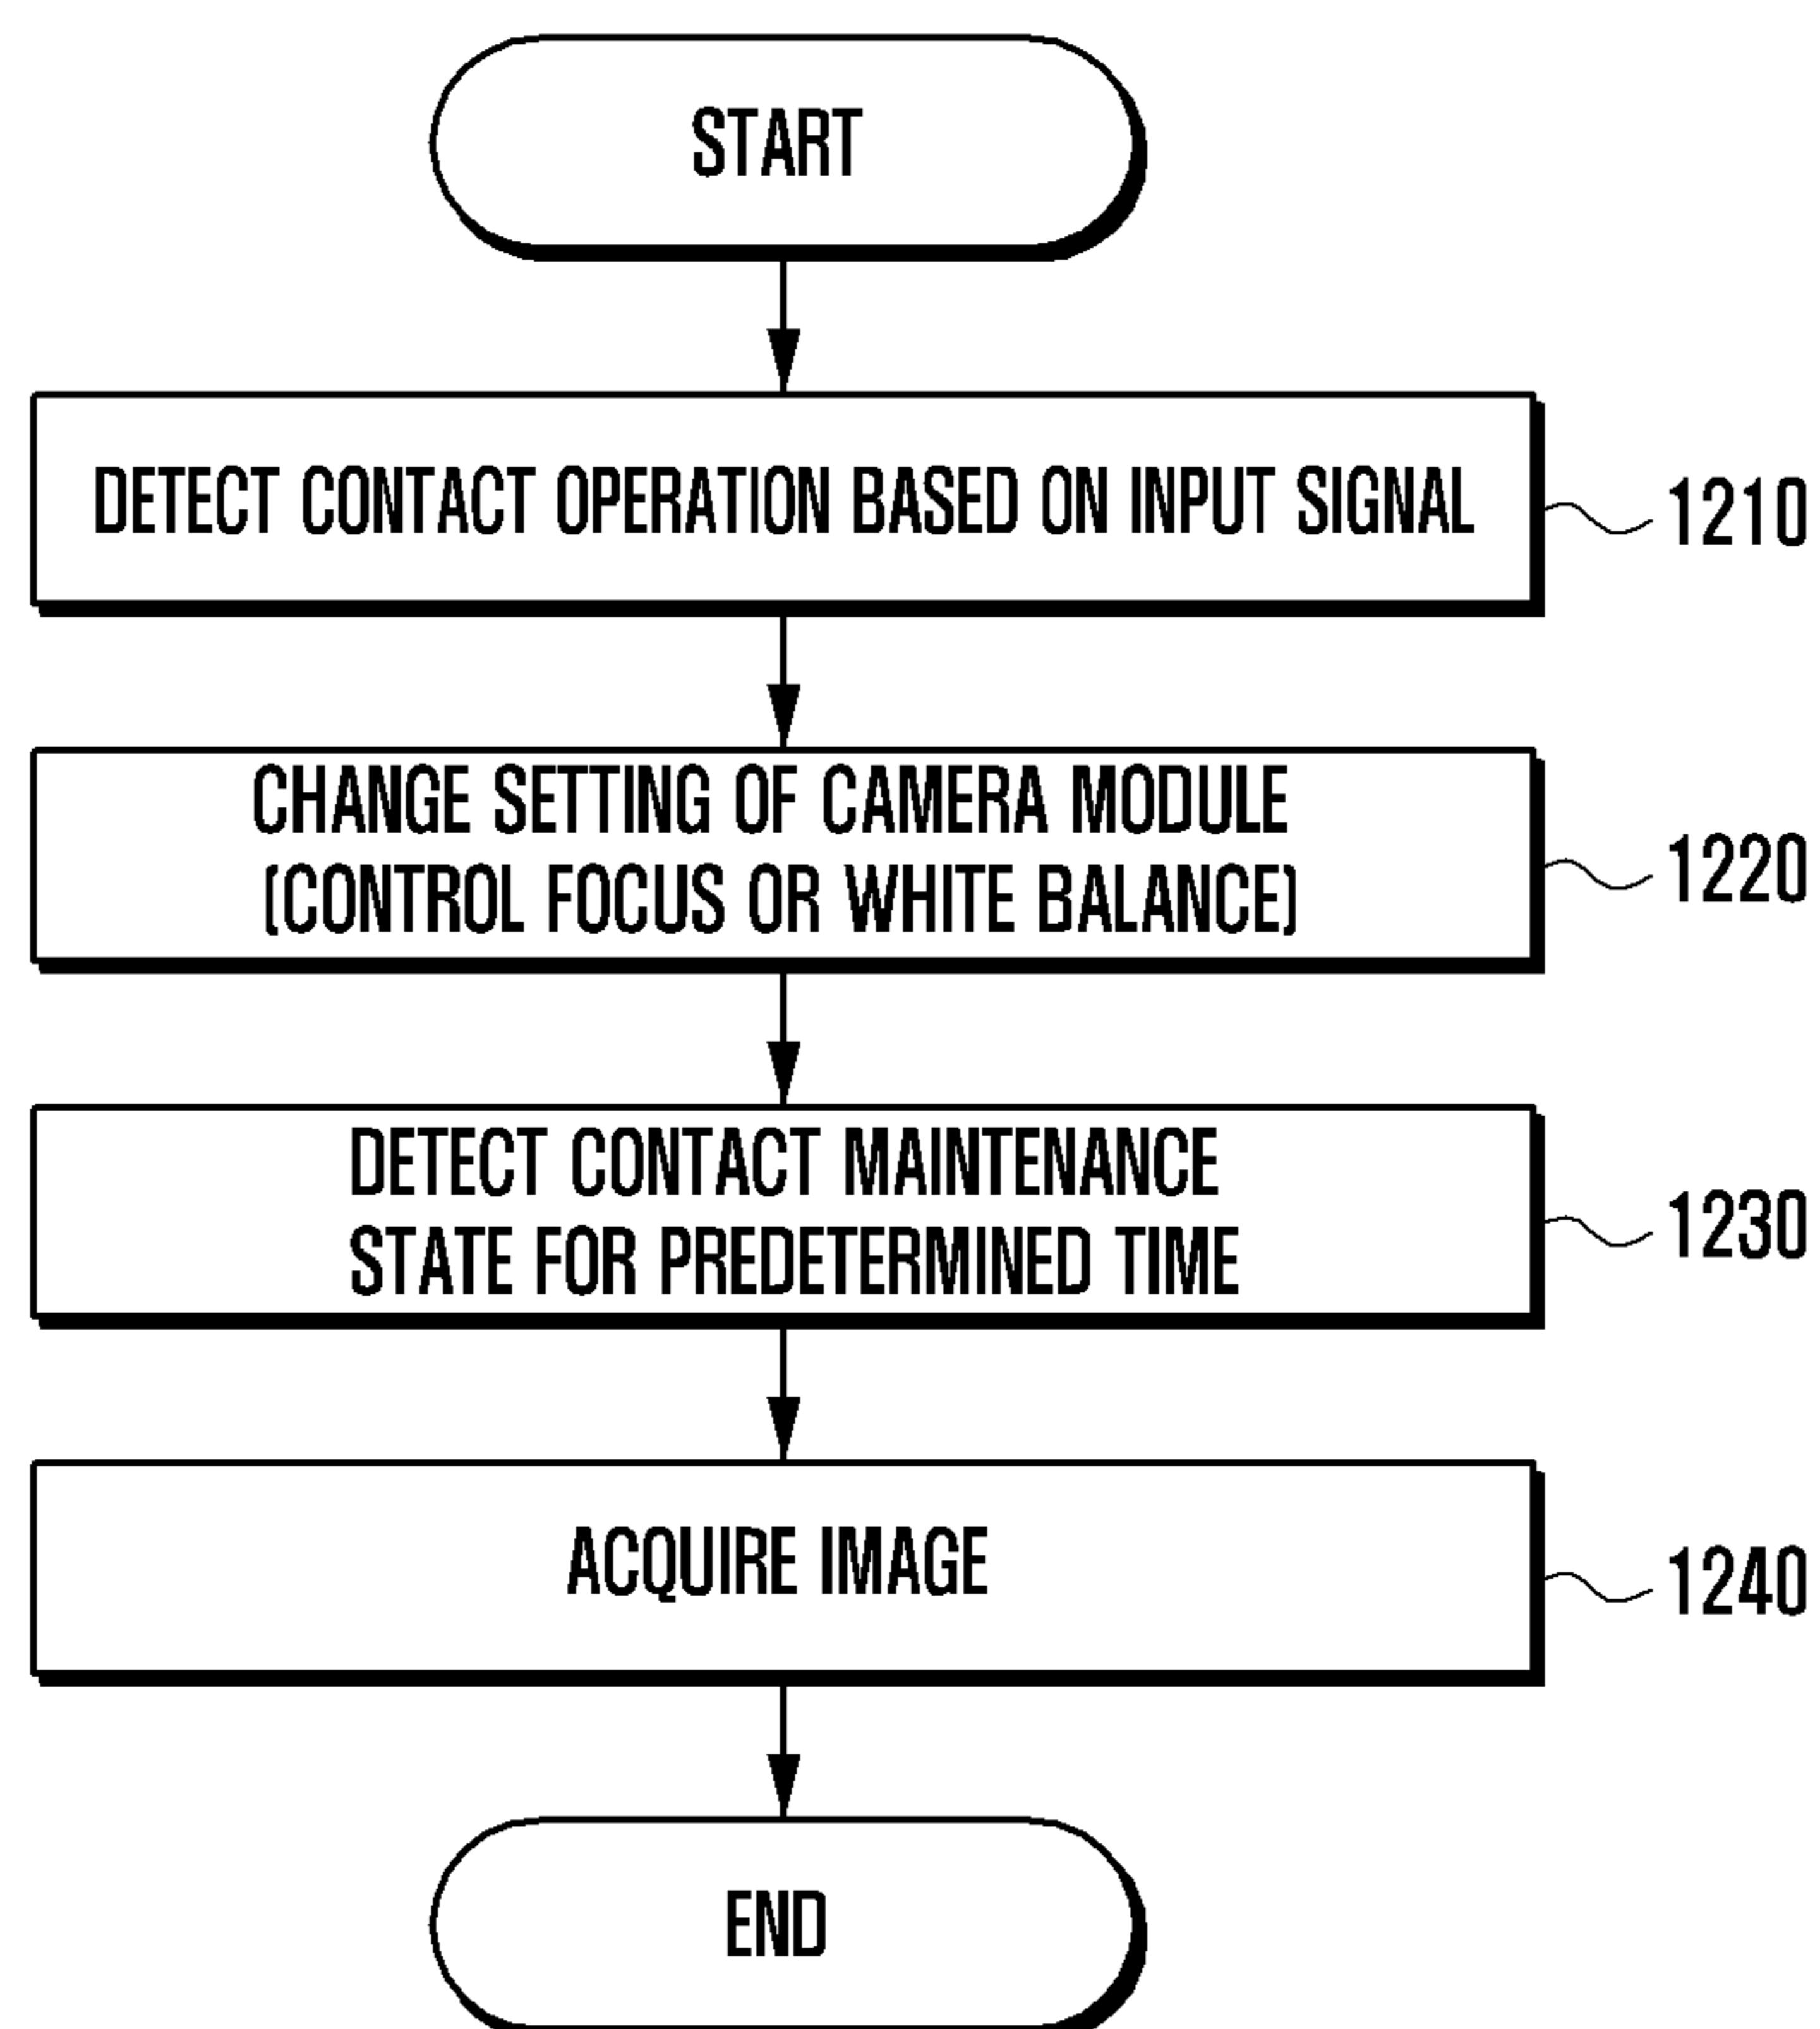 START
DETECT CONTACT OPERATION BASED ON INPUT SIGNAL
1210
CHANGE SETTING OF CAMERA MODULE
(CONTROL FOCUS OR WHITE BALANCE)
1220
DETECT CONTACT MAINTENANCE
STATE FOR PREDETERMINED TIME
1230
ACQUIRE IMAGE
1240
END